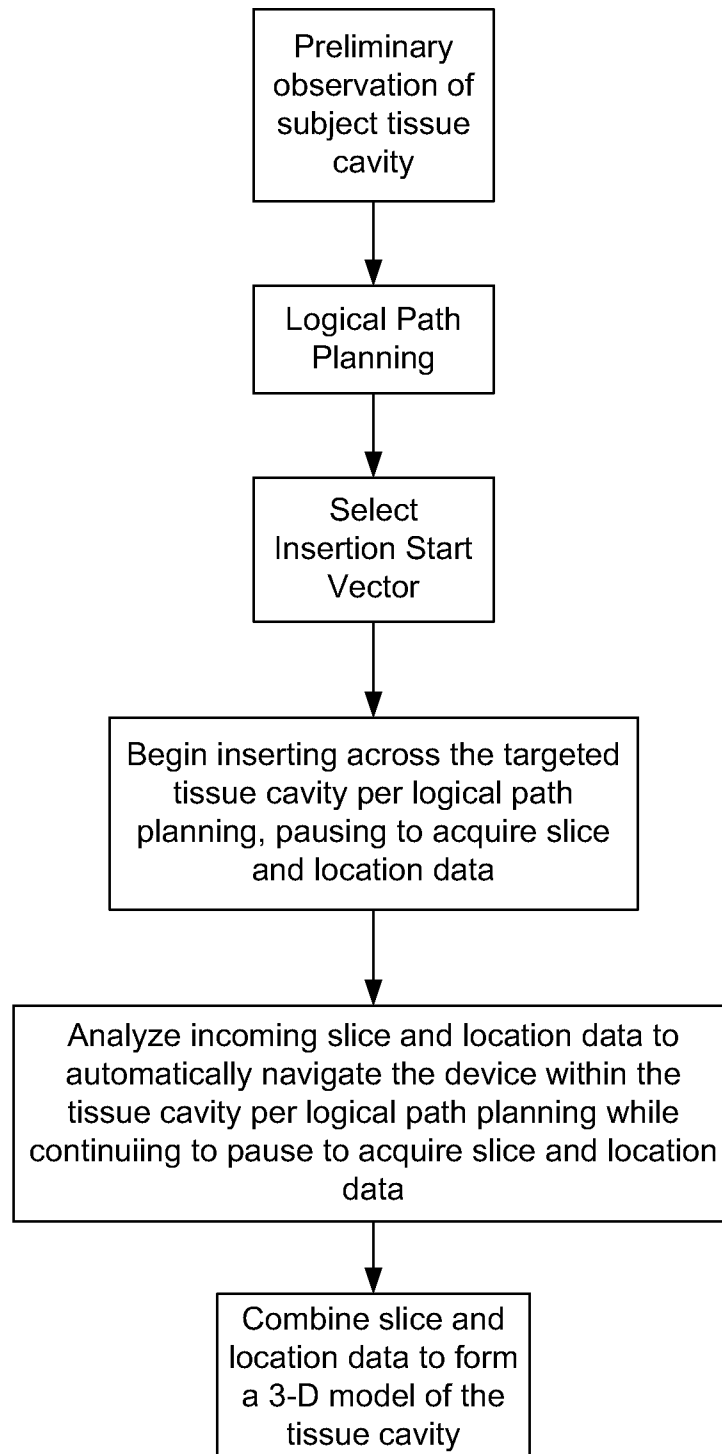 Preliminary
observation of
subject tissue
cavity
Logical Path
Planning
Select
Insertion Start
Vector
Begin inserting across the targeted
tissue cavity per logical path
planning, pausing to acquire slice
and location data
Analyze incoming slice and location data to
automatically navigate the device within the
tissue cavity per logical path planning while
continuiing to pause to acquire slice and location
data
Combine slice and
location data to form
a 3-D model of the
tissue cavity